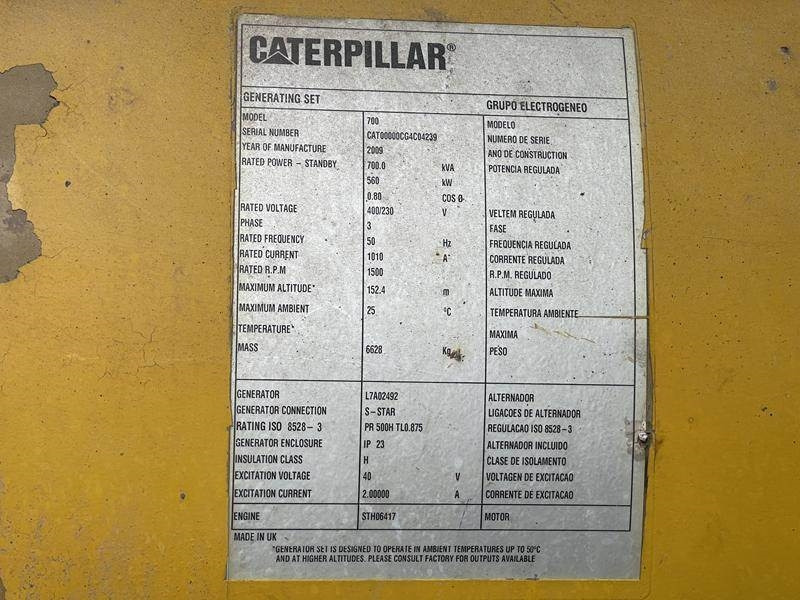 CATERPILLAR®
GENERATING SET GRUPO ELECTROGENEO
MODEL 700 MODELO
SERIAL NUMBER CAT00000CG4C04239 NUMERO DE SERIE
YEAR OF MANUFACTURE 2009 ANO DE CONSTRUCTION
RATED POWER – STANDBY 700.0 kVA POTENCIA REGULADA
560 kW
0.80 COS Ø
RATED VOLTAGE 400/230 V VELTEM REGULADA
PHASE 3 FASE
RATED FREQUENCY 50 Hz FREQUENCIA REGULADA
RATED CURRENT 1010 A* CORRENTE REGULADA
RATED R.P.M 1500 R.P.M. REGULADO
MAXIMUM ALTITUDE* 152.4 m ALTITUDE MAXIMA
MAXIMUM AMBIENT 25 °C TEMPERATURA AMBIENTE
TEMPERATURE* MAXIMA
MASS 6628 Kg PESO
GENERATOR L7A02492 ALTERNADOR
GENERATOR CONNECTION S–STAR LIGACOES DE ALTERNADOR
RATING ISO 8528–3 PR 500H TL0.875 REGULACAO ISO 8528–3
GENERATOR ENCLOSURE IP 23 ALTERNADOR INCLUIDO
INSULATION CLASS H CLASE DE ISOLAMENTO
EXCITATION VOLTAGE 40 V VOLTAGEN DE EXCITACAO
EXCITATION CURRENT 2.00000 A CORRENTE DE EXCITACAO
ENGINE STH06417 MOTOR
MADE IN UK
*GENERATOR SET IS DESIGNED TO OPERATE IN AMBIENT TEMPERATURES UP TO 50°C
AND AT HIGHER ALTITUDES. PLEASE CONSULT FACTORY FOR OUTPUTS AVAILABLE